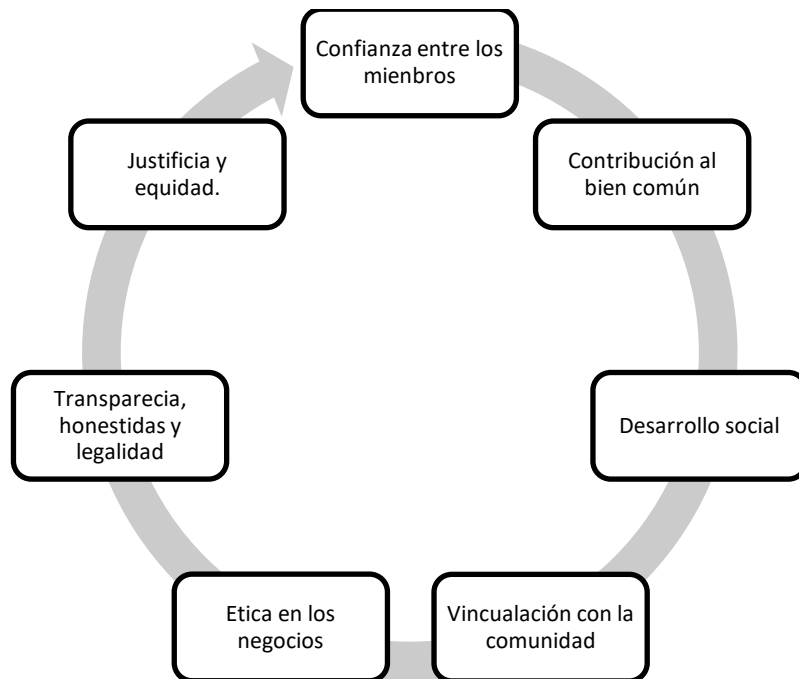 Confianza entre los
mienbros
Contribución al
bien común
Desarrollo social
Vincualación con la
comunidad
Etica en los
negocios
Transparecia,
honestidas y
legalidad
Justificia y
equidad.